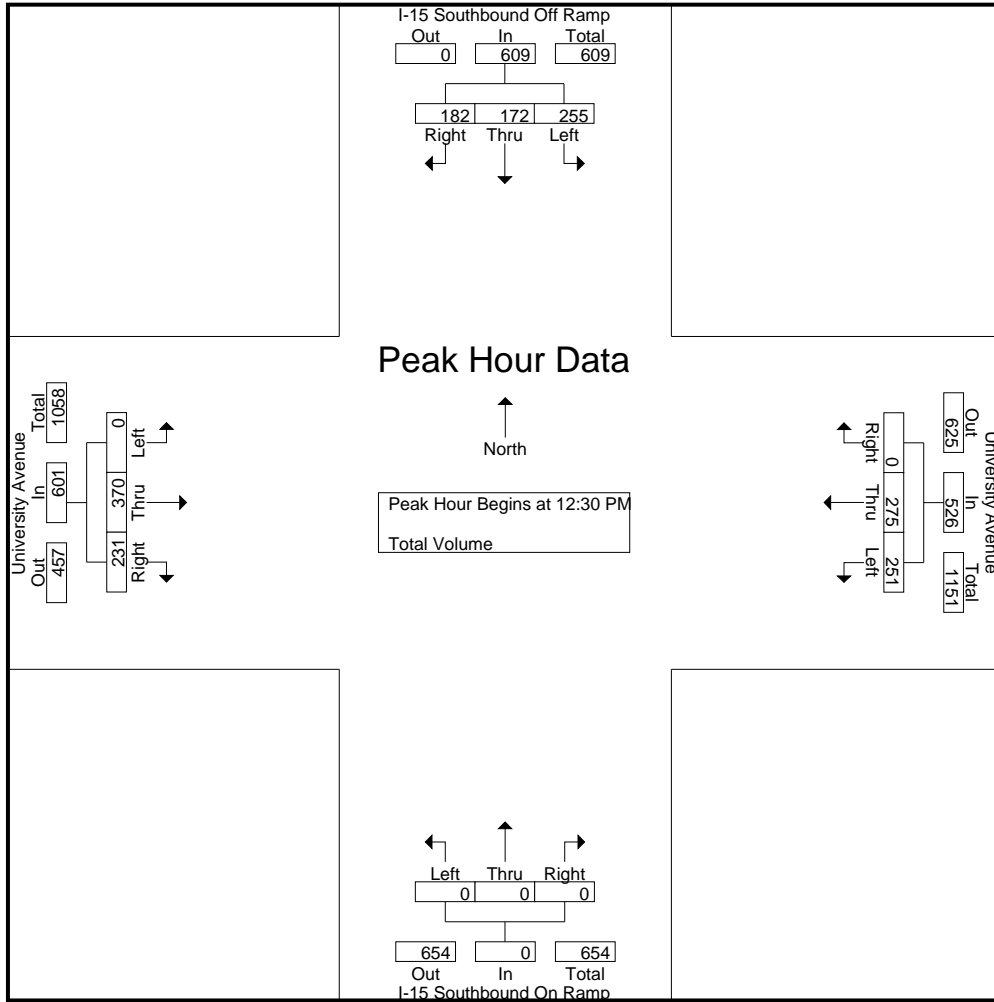 I-15 Southbound Off Ramp
Out In Total
0 609 609
182 172 255
Right Thru Left
Peak Hour Data
North
Peak Hour Begins at 12:30 PM
Total Volume
University Avenue
Out In Total
457 601 1058
231 370 0
Right Thru Left
University Avenue
Out In Total
625 526 1151
0 275 251
Right Thru Left
Left Thru Right
0 0 0
654 0 654
Out In Total
I-15 Southbound On Ramp